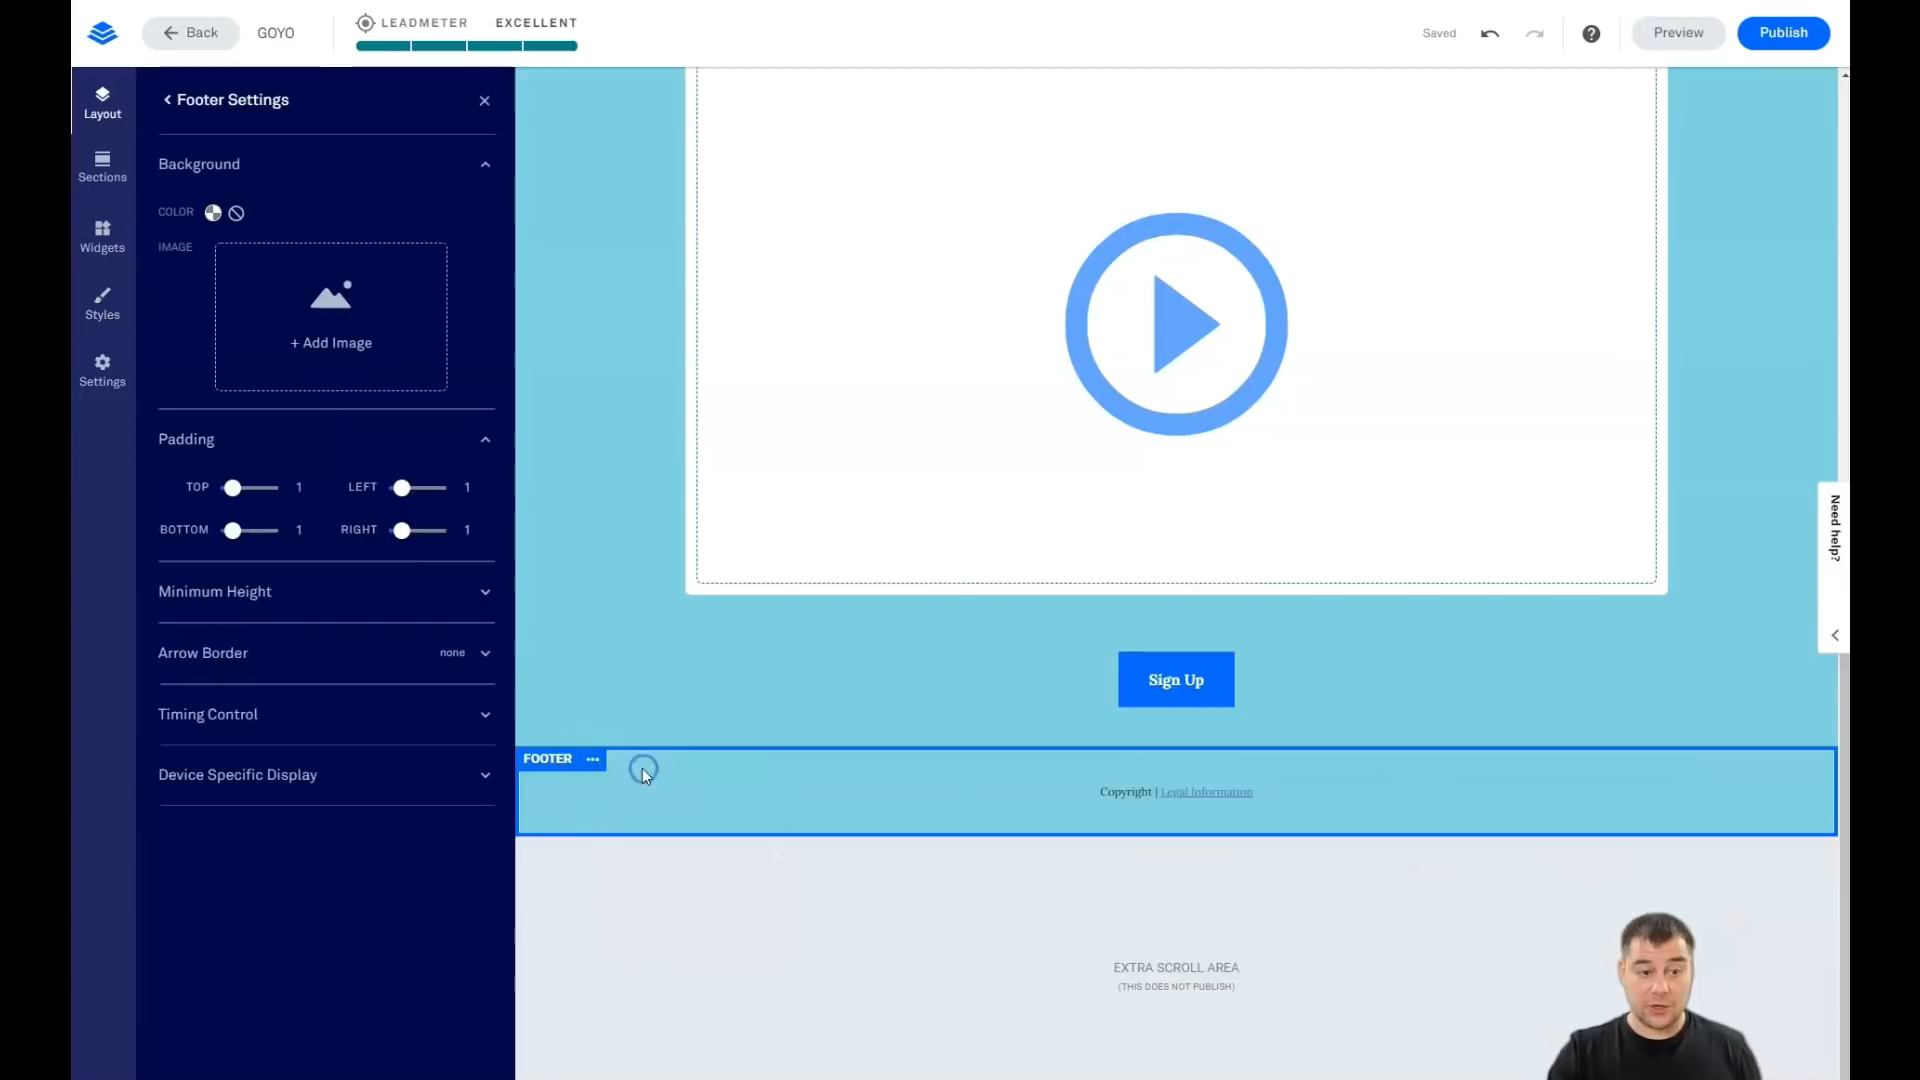 Back
GOYO
LEADMETER EXCELLENT
Saved
Preview
Publish
Layout
Sections
Widgets
Styles
Settings
Footer Settings
Background
COLOR
IMAGE
+ Add Image
Padding
TOP 1 LEFT 1
BOTTOM 1 RIGHT 1
Minimum Height
Arrow Border none
Timing Control
Device Specific Display
Sign Up
FOOTER
Copyright | Legal Information
EXTRA SCROLL AREA
(THIS DOES NOT PUBLISH)
Need help?